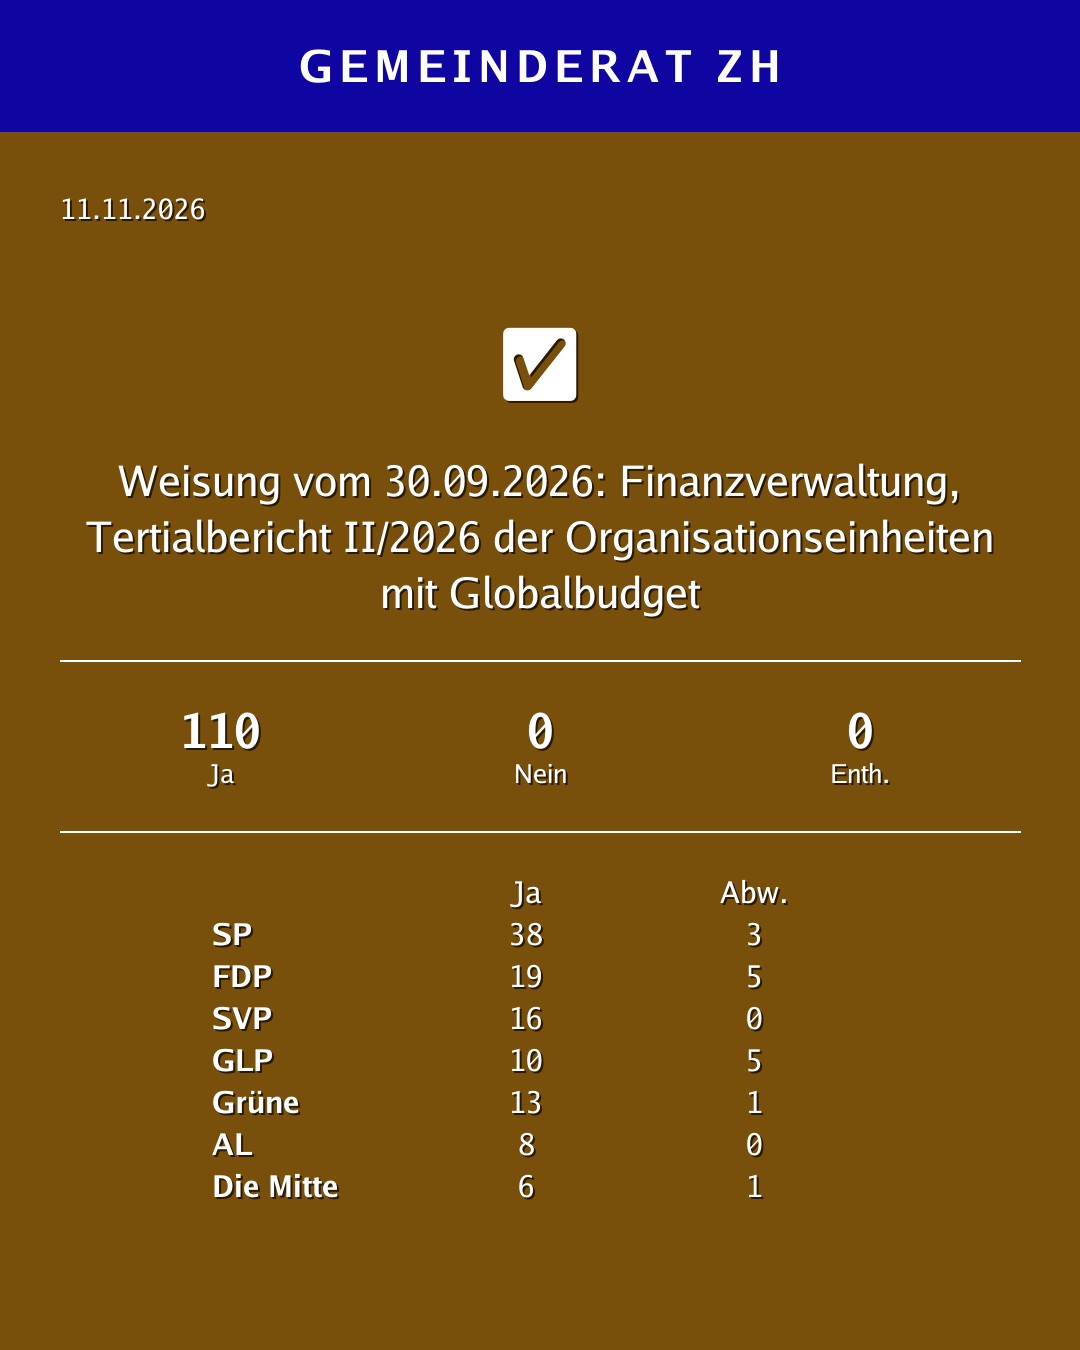 GEMEINDERAT ZH
11.11.2026
Weisung vom 30.09.2026: Finanzverwaltung,
Tertialbericht II/2026 der Organisationseinheiten
mit Globalbudget
110 0 0
Ja Nein Enth.
Ja Abw.
SP 38 3
FDP 19 5
SVP 16 0
GLP 10 5
Grüne 13 1
AL 8 0
Die Mitte 6 1